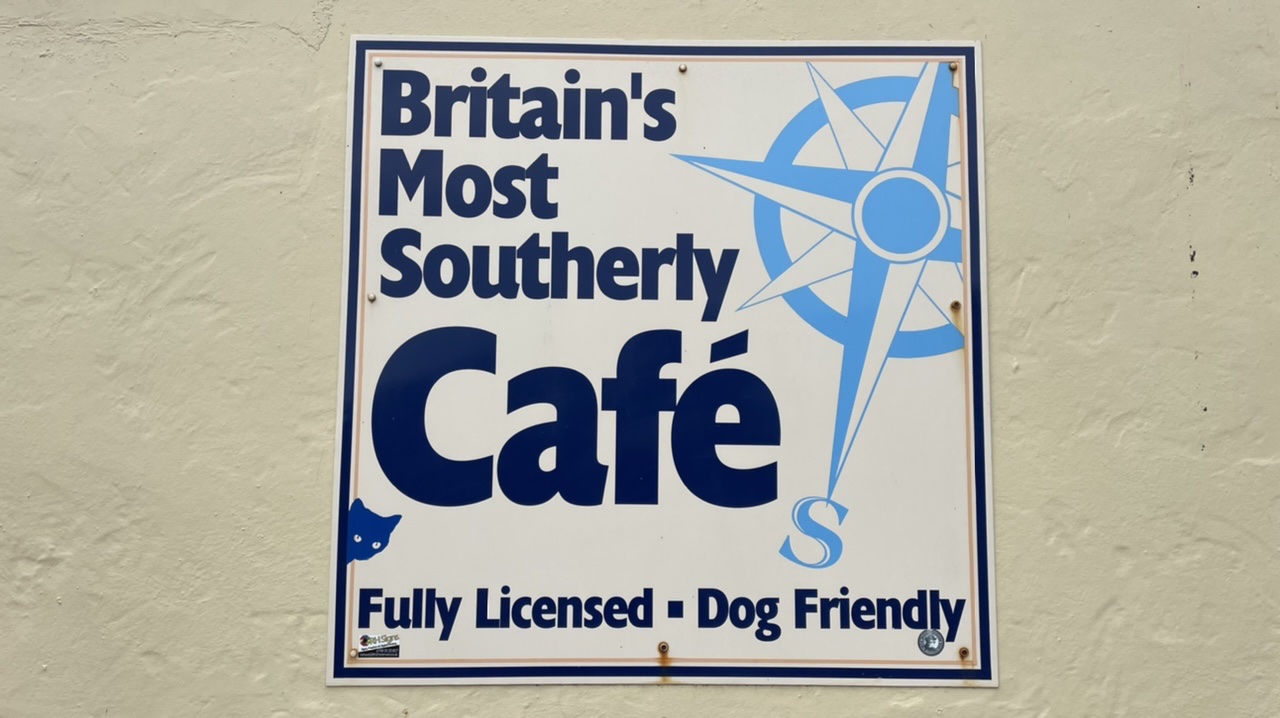 Britain's
Most
Southerly
Café
S
Fully Licensed ▪ Dog Friendly